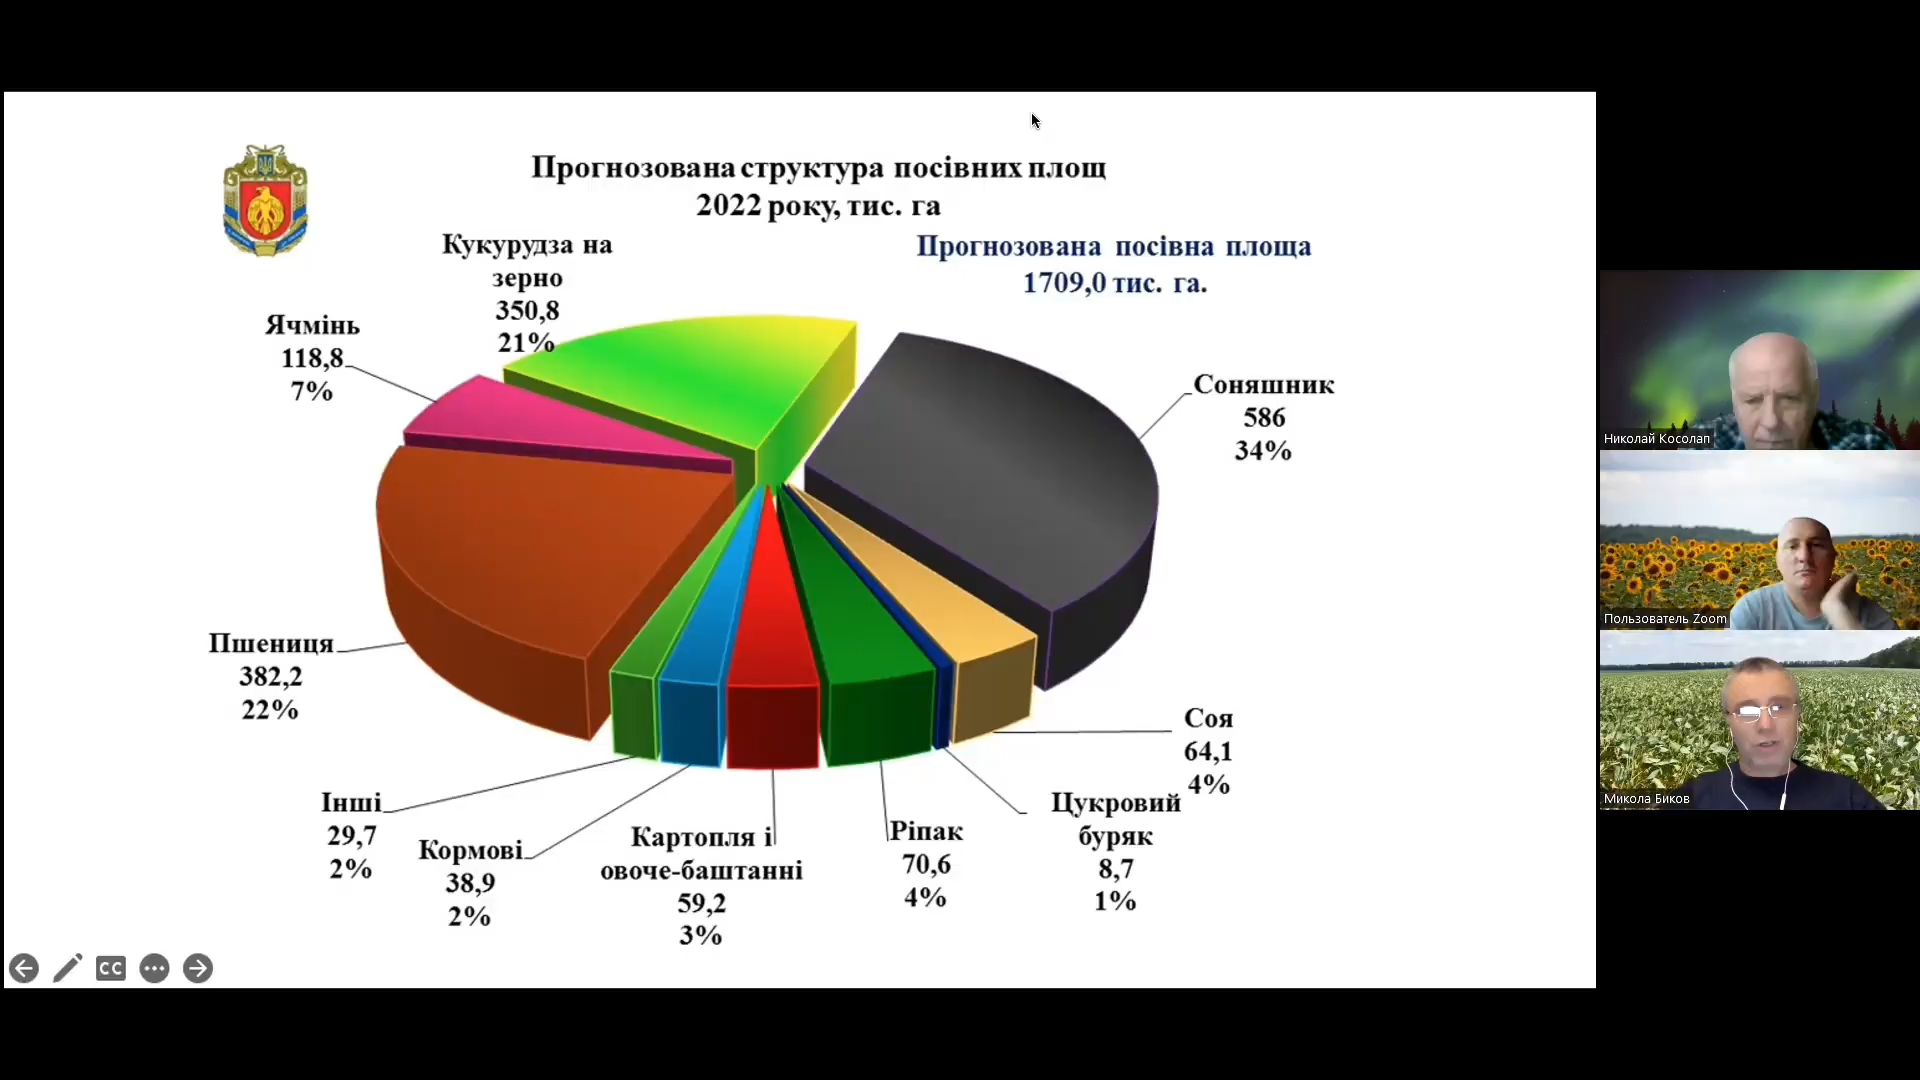 Прогнозована структура посівних площ
2022 року, тис. га
Прогнозована посівна площа
1709,0 тис. га.
Кукурудза на
зерно
350,8
21%
Ячмінь
118,8
7%
Соняшник
586
34%
Пшениця
382,2
22%
Соя
64,1
4%
Інші
29,7
2%
Кормові
38,9
2%
Картопля і
овоче-баштанні
59,2
3%
Ріпак
70,6
4%
Цукровий
буряк
8,7
1%
CC
Николай Косолап
Пользователь Zoom
Микола Биков